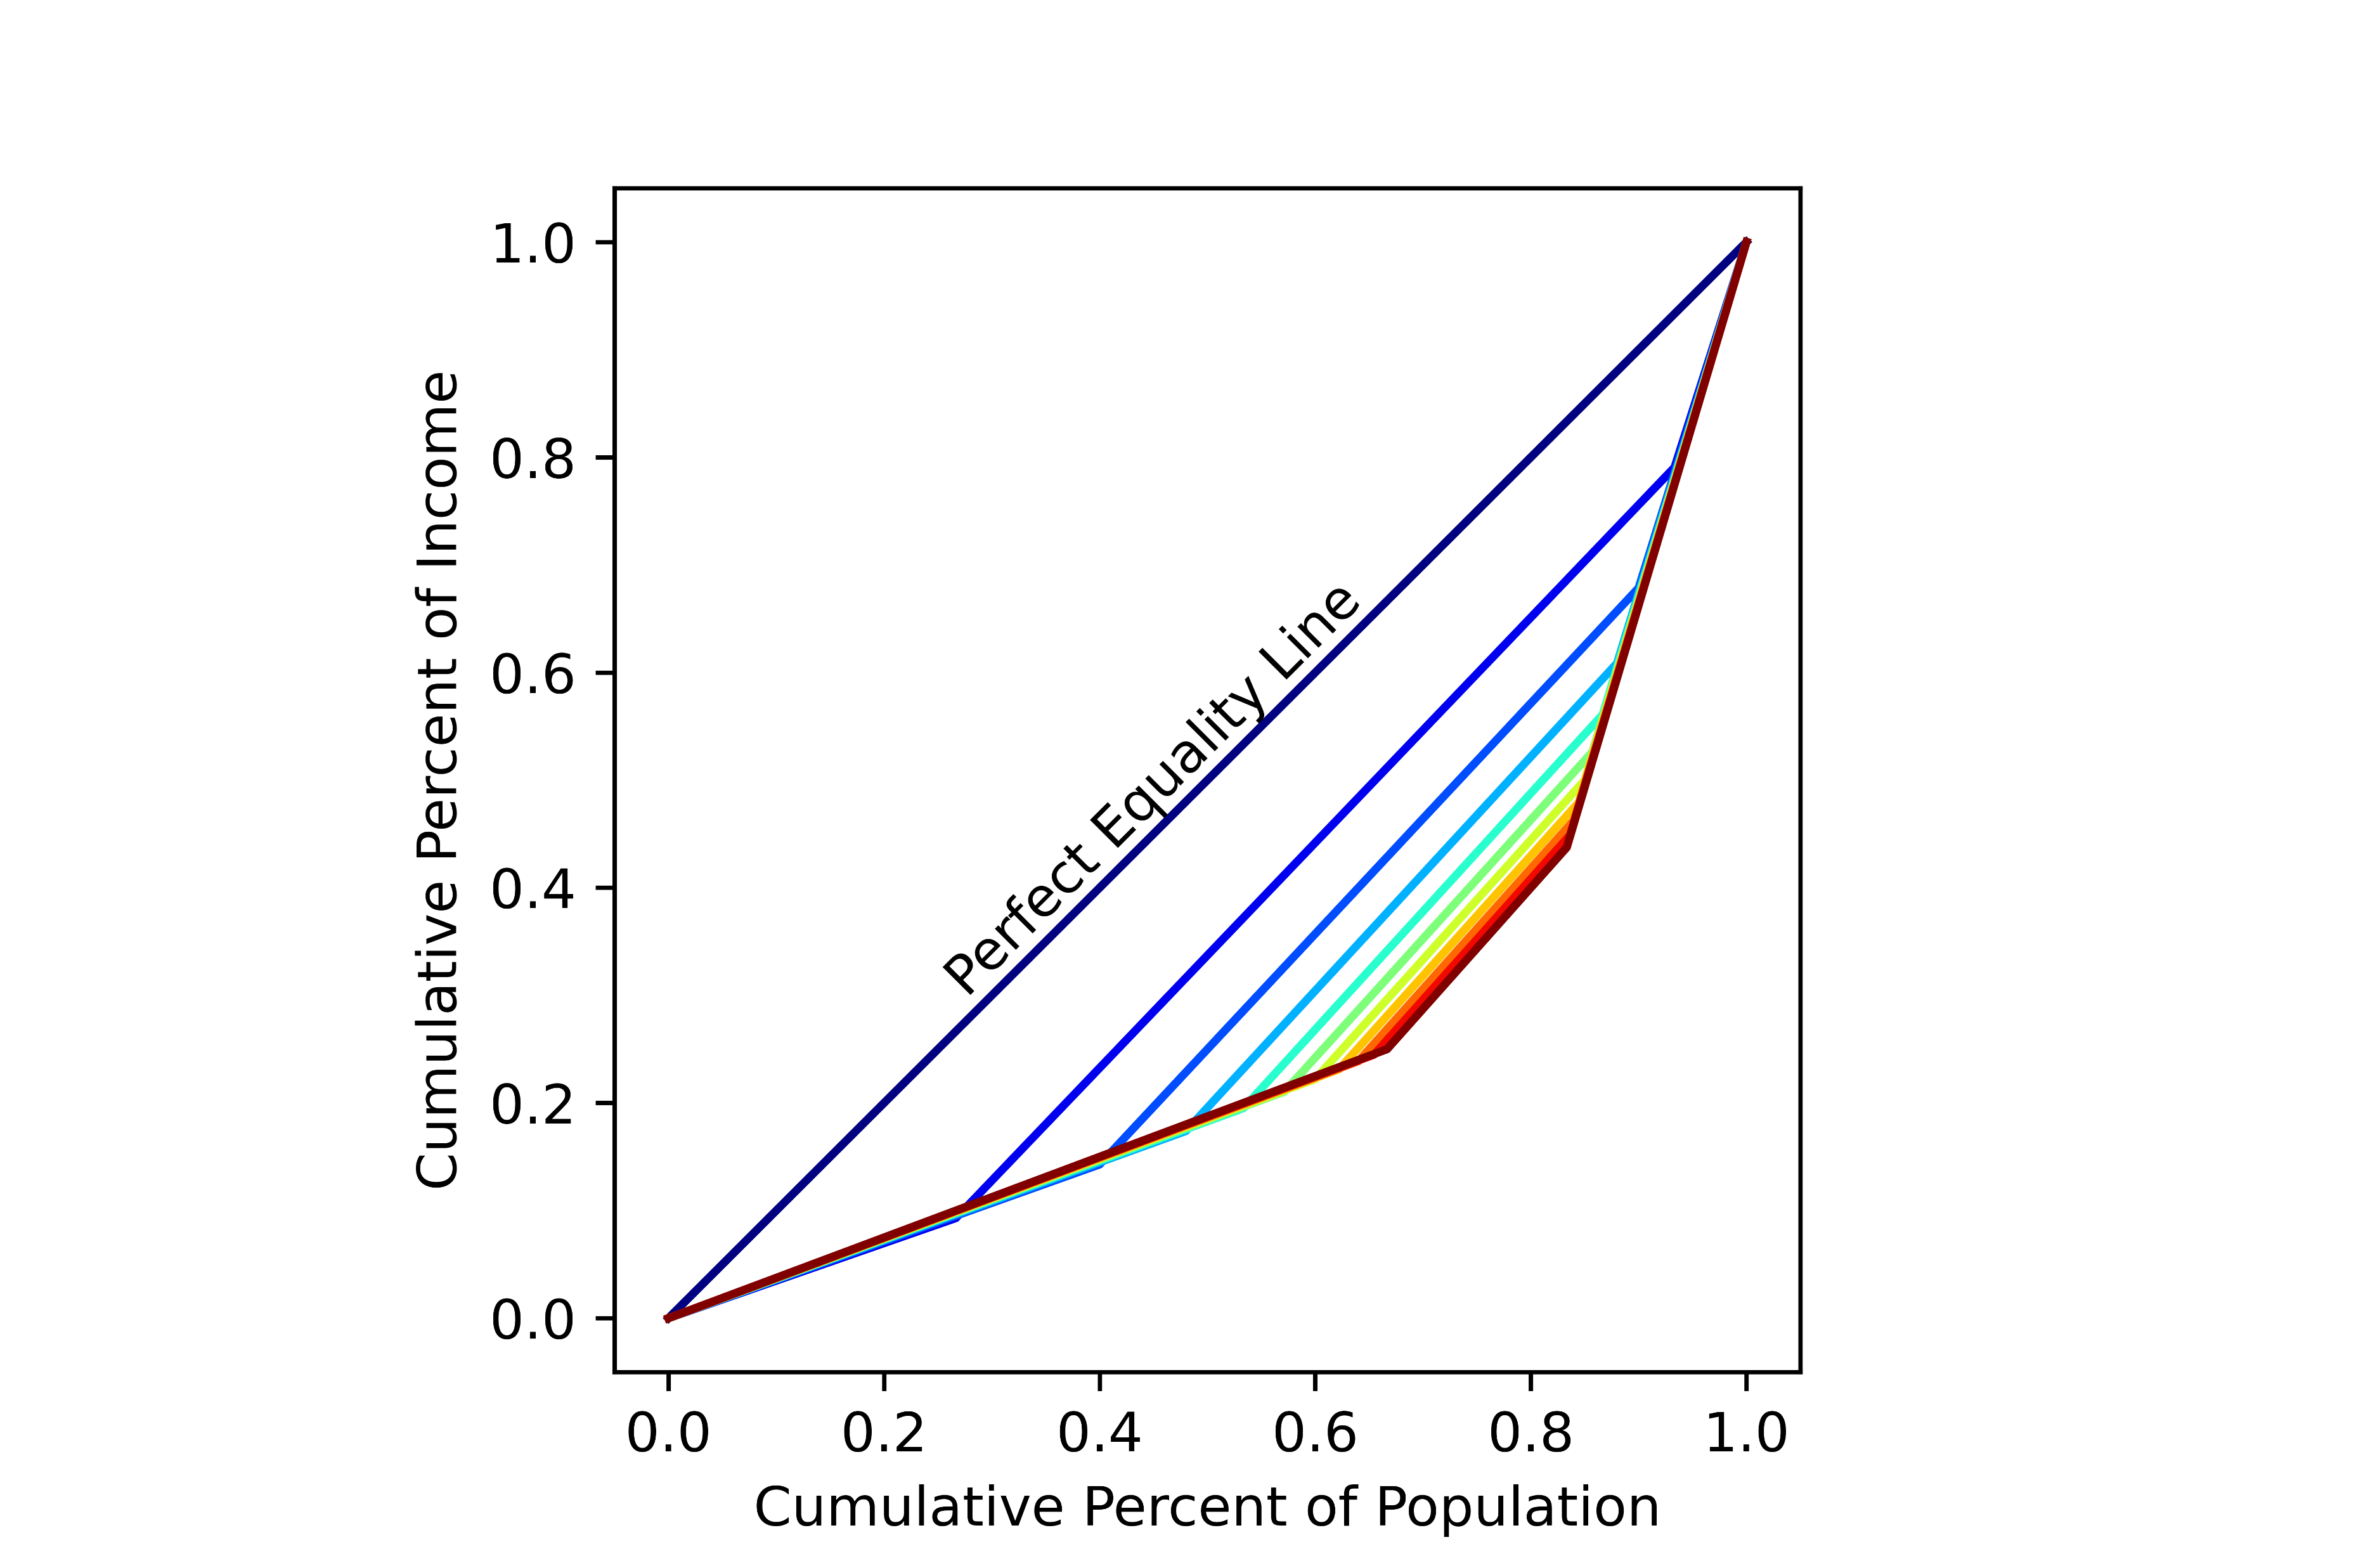 1.0
0.8
0.6
0.4
0.2
0.0
Cumulative Percent of Income
Perfect Equality Line
0.0 0.2 0.4 0.6 0.8 1.0
Cumulative Percent of Population